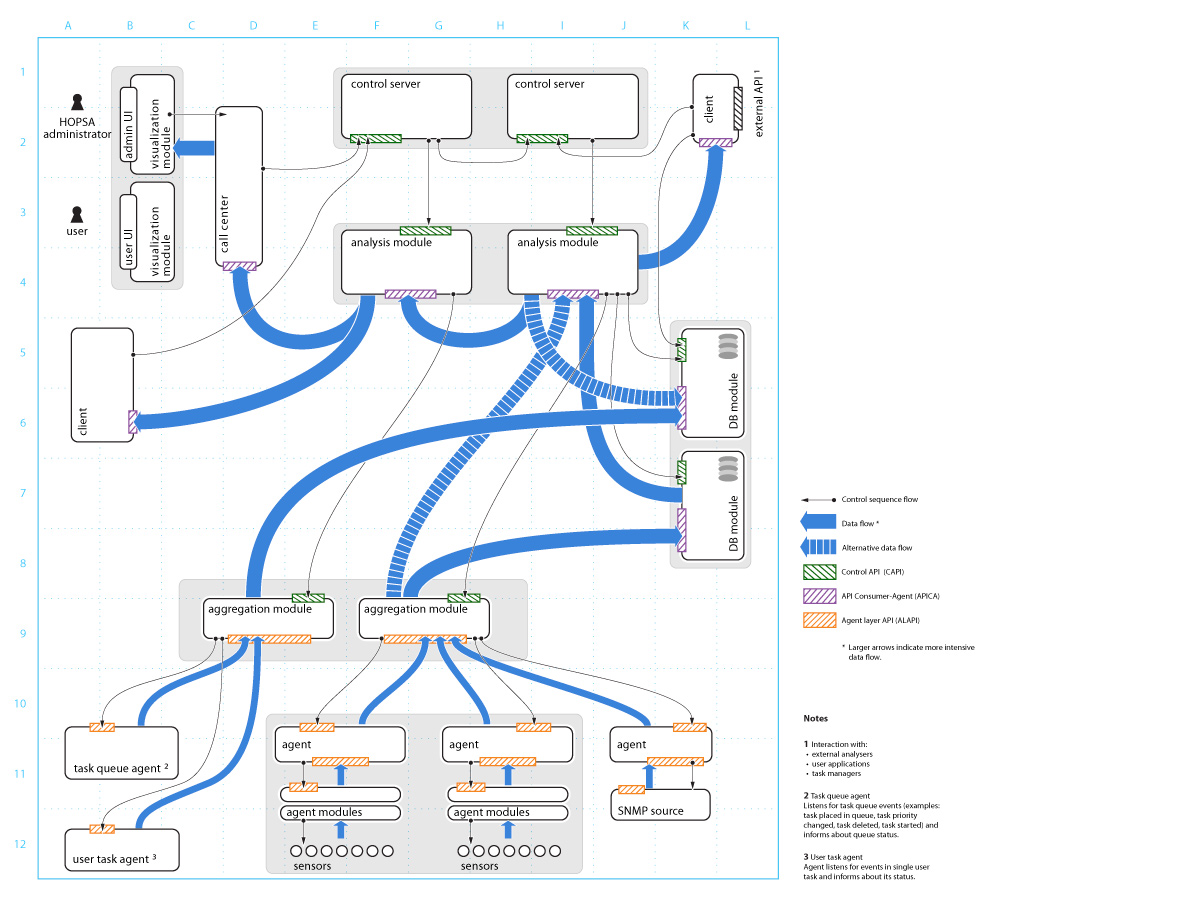 A B C D E F G H I J K L
1
2
3
4
5
6
7
8
9
10
11
12
HOPSA
administrator
user
admin UI
visualization
module
user UI
visualization
module
call center
control server
control server
client
external API 1
analysis module
analysis module
client
DB module
DB module
aggregation module
aggregation module
task queue agent 2
user task agent 3
agent
agent modules
sensors
agent
agent modules
sensors
agent
SNMP source
Control sequence flow
Data flow *
Alternative data flow
Control API (CAPI)
API Consumer-Agent (APICA)
Agent layer API (ALAPI)
* Larger arrows indicate more intensive
data flow.
Notes
1 Interaction with:
• external analysers
• user applications
• task managers
2 Task queue agent
Listens for task queue events (examples:
task placed in queue, task priority
changed, task deleted, task started) and
informs about queue status.
3 User task agent
Agent listens for events in single user
task and informs about its status.